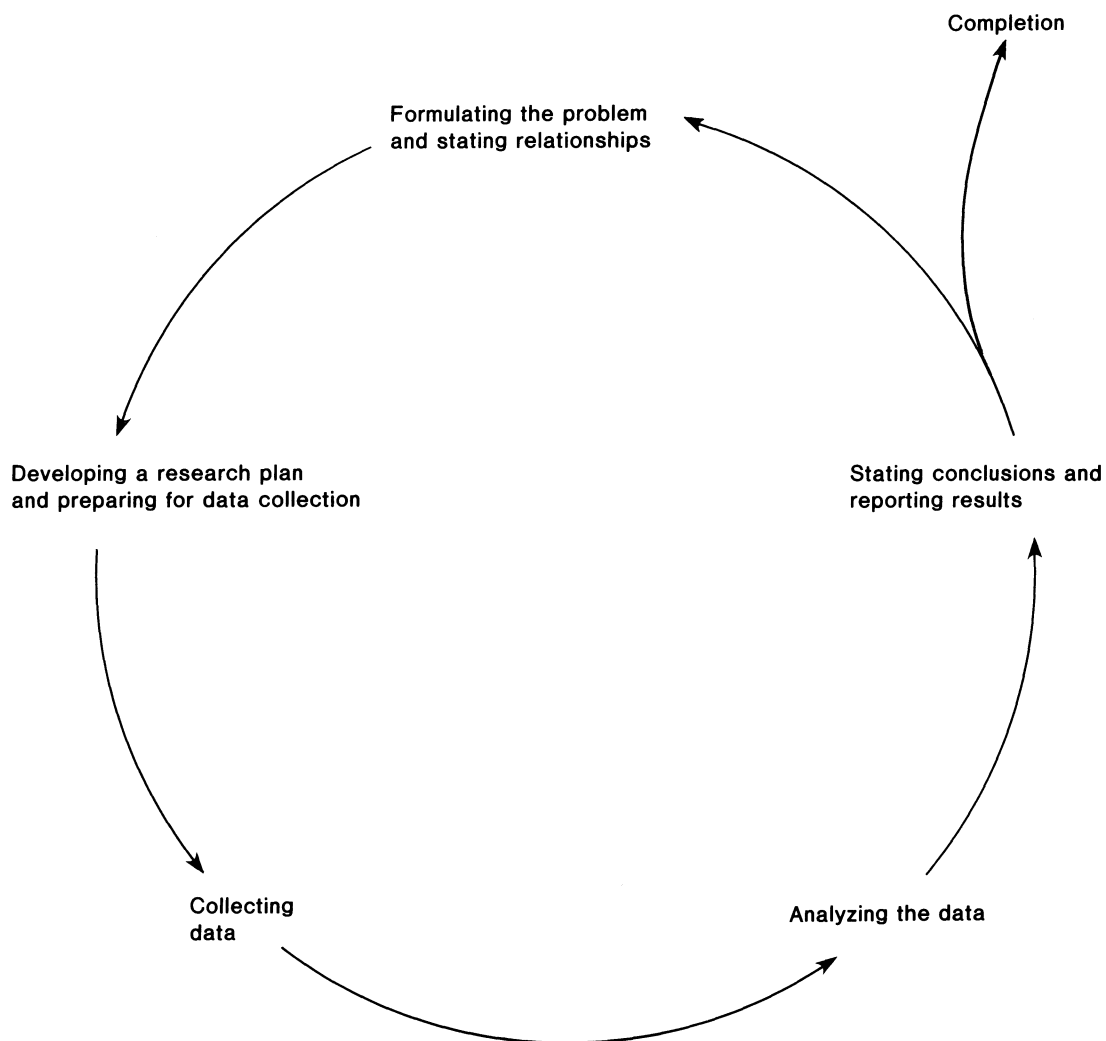 Completion
Formulating the problem
and stating relationships
Developing a research plan
and preparing for data collection
Stating conclusions and
reporting results
Collecting
data
Analyzing the data